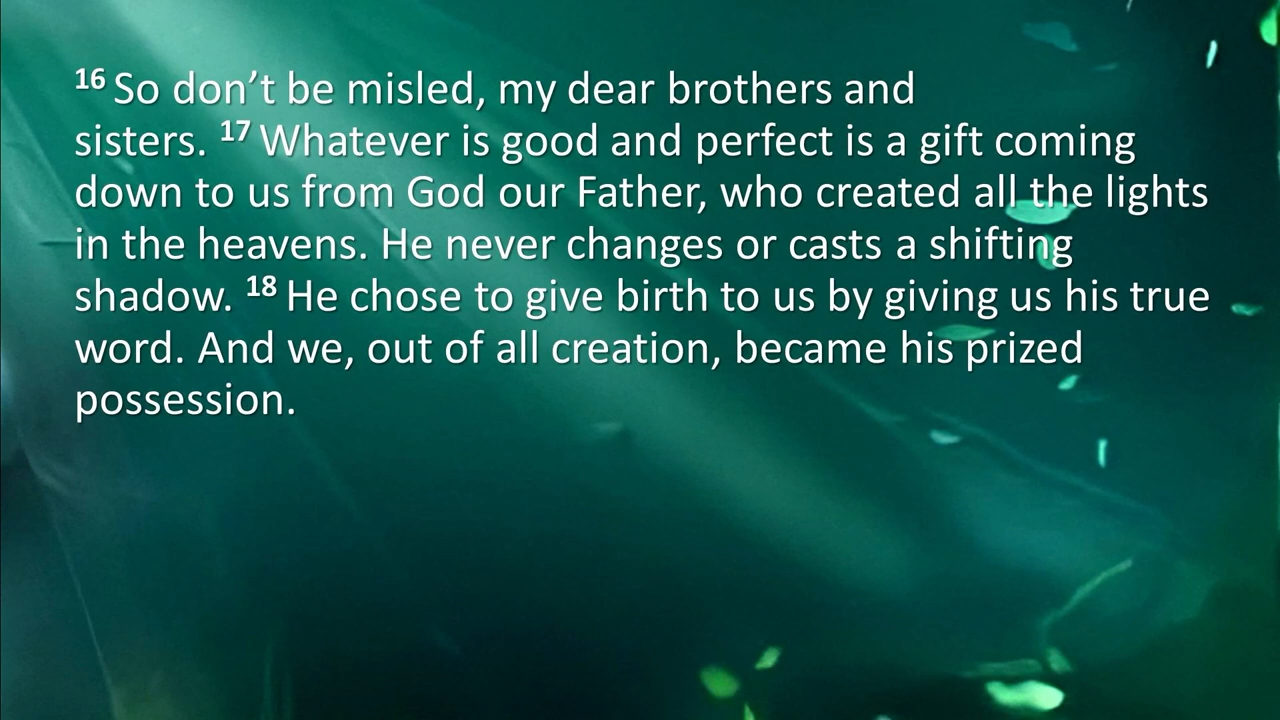 16 So don’t be misled, my dear brothers and
sisters. 17 Whatever is good and perfect is a gift coming
down to us from God our Father, who created all the lights
in the heavens. He never changes or casts a shifting
shadow. 18 He chose to give birth to us by giving us his true
word. And we, out of all creation, became his prized
possession.